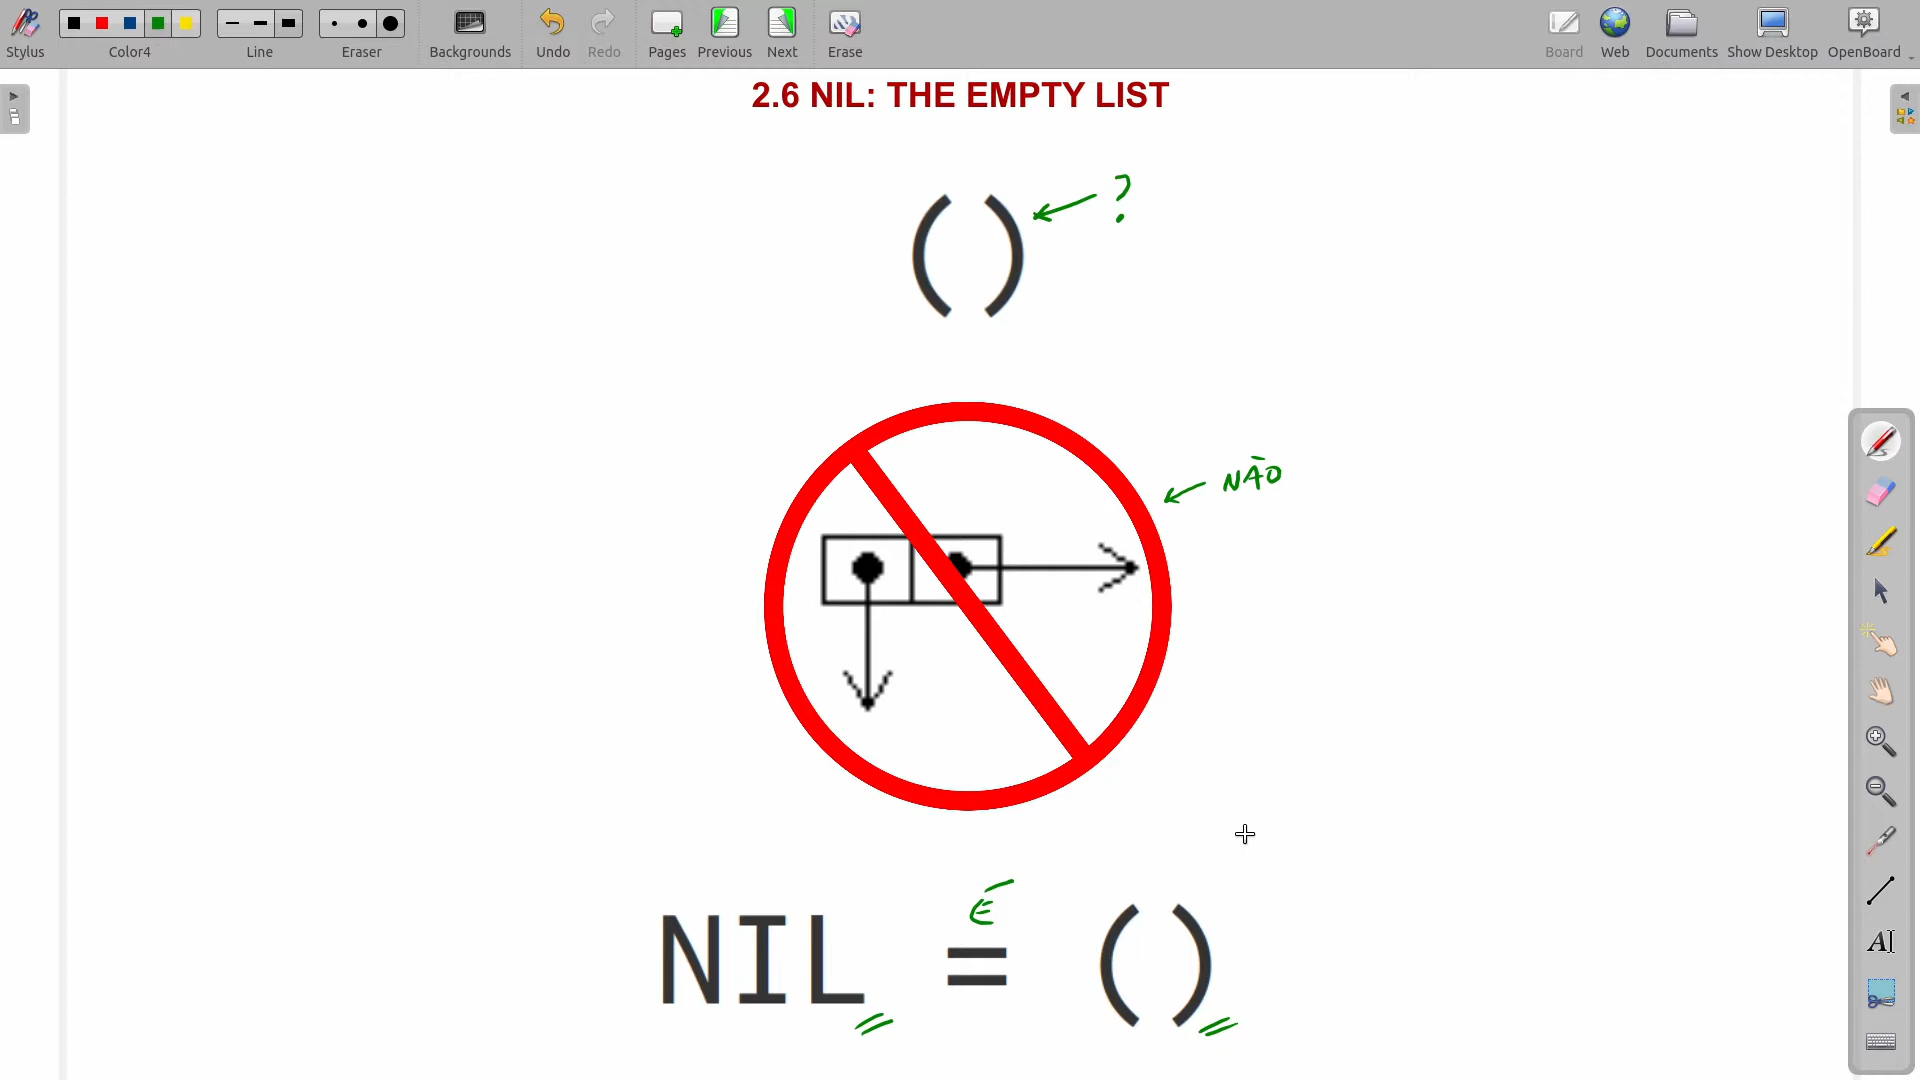 Stylus
Color4
Line
Eraser
Backgrounds
Undo
Redo
Pages
Previous
Next
Erase
Board
Web
Documents
Show Desktop
OpenBoard
2.6 NIL: THE EMPTY LIST
( ) ?
NÃO
É
NIL = ( )
AI